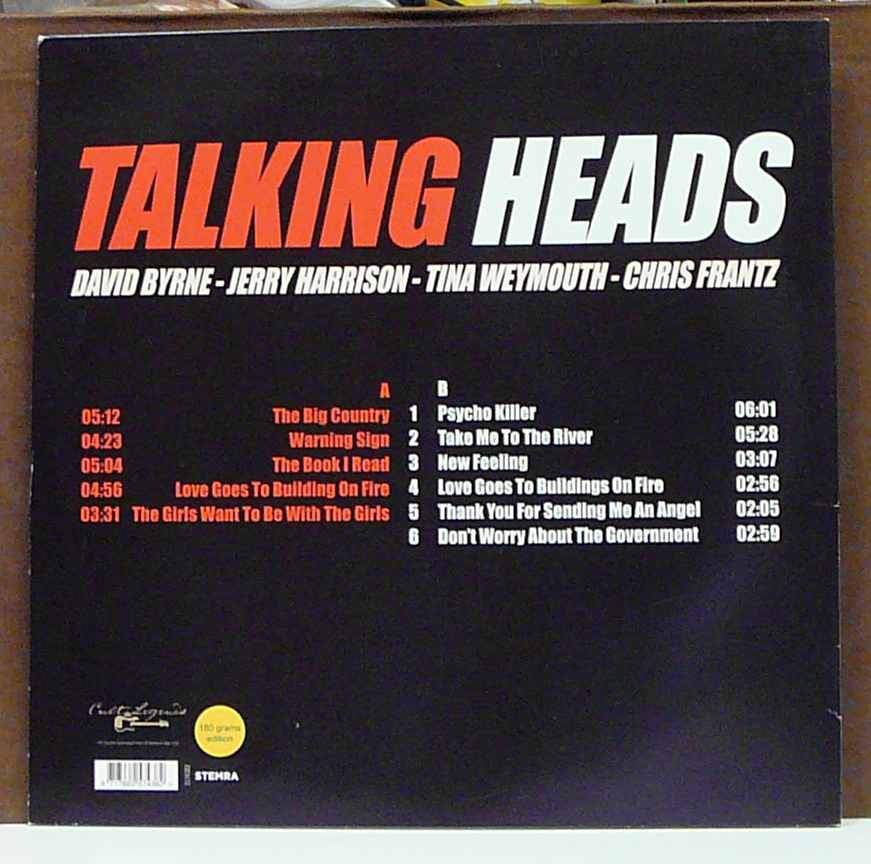 TALKING HEADS
DAVID BYRNE - JERRY HARRISON - TINA WEYMOUTH - CHRIS FRANTZ
A
05:12 The Big Country
04:23 Warning Sign
05:04 The Book I Read
04:56 Love Goes To Building On Fire
03:31 The Girls Want To Be With The Girls
B
1 Psycho Killer 06:01
2 Take Me To The River 05:28
3 New Feeling 03:07
4 Love Goes To Buildings On Fire 02:56
5 Thank You For Sending Me An Angel 02:05
6 Don't Worry About The Government 02:59
Cult Legends
180 grams
edition
STEMRA